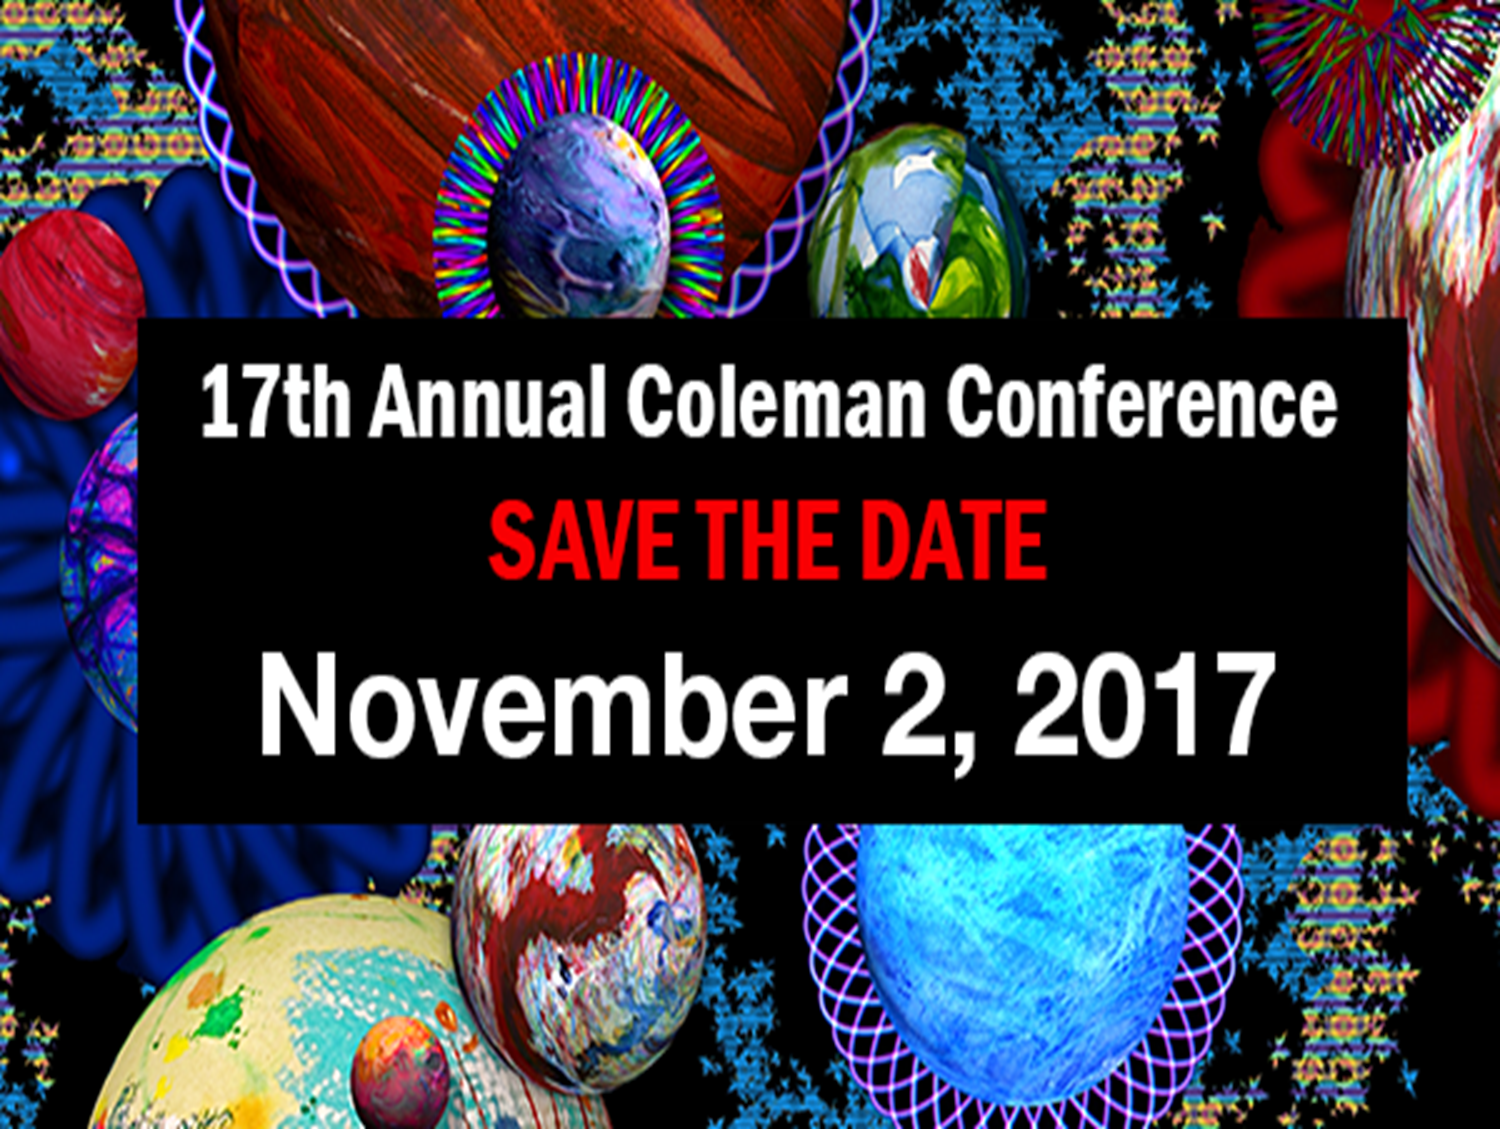 17th Annual Coleman Conference
SAVE THE DATE
November 2, 2017